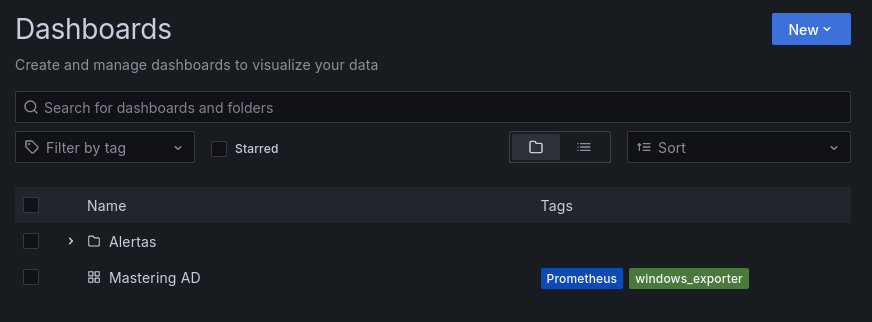 Dashboards
New
Create and manage dashboards to visualize your data
Search for dashboards and folders
Filter by tag
Starred
Sort
Name Tags
Alertas
Mastering AD Prometheus windows_exporter